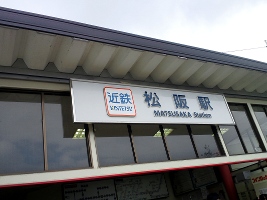 近鉄
KINTETSU
松阪駅
MATSUSAKA Station